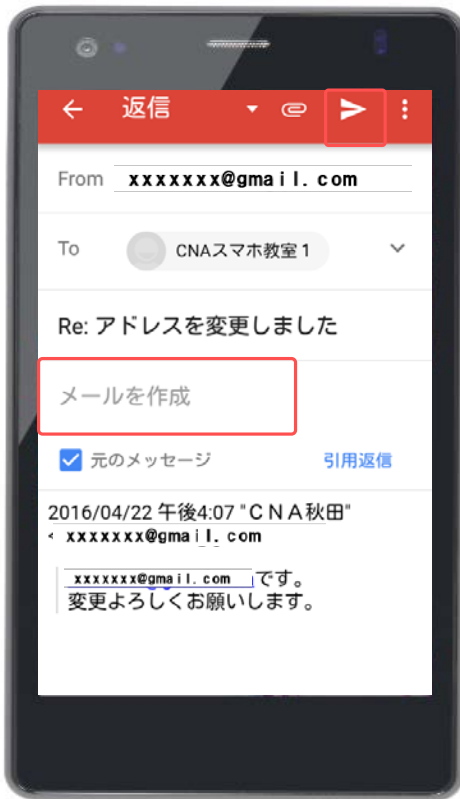 返信
From xxxxxxx@gmail.com
To CNAスマホ教室1
Re: アドレスを変更しました
メールを作成
元のメッセージ 引用返信
2016/04/22 午後4:07 "CNA秋田"
< xxxxxxx@gmail.com
xxxxxxx@gmail.com です。
変更よろしくお願いします。